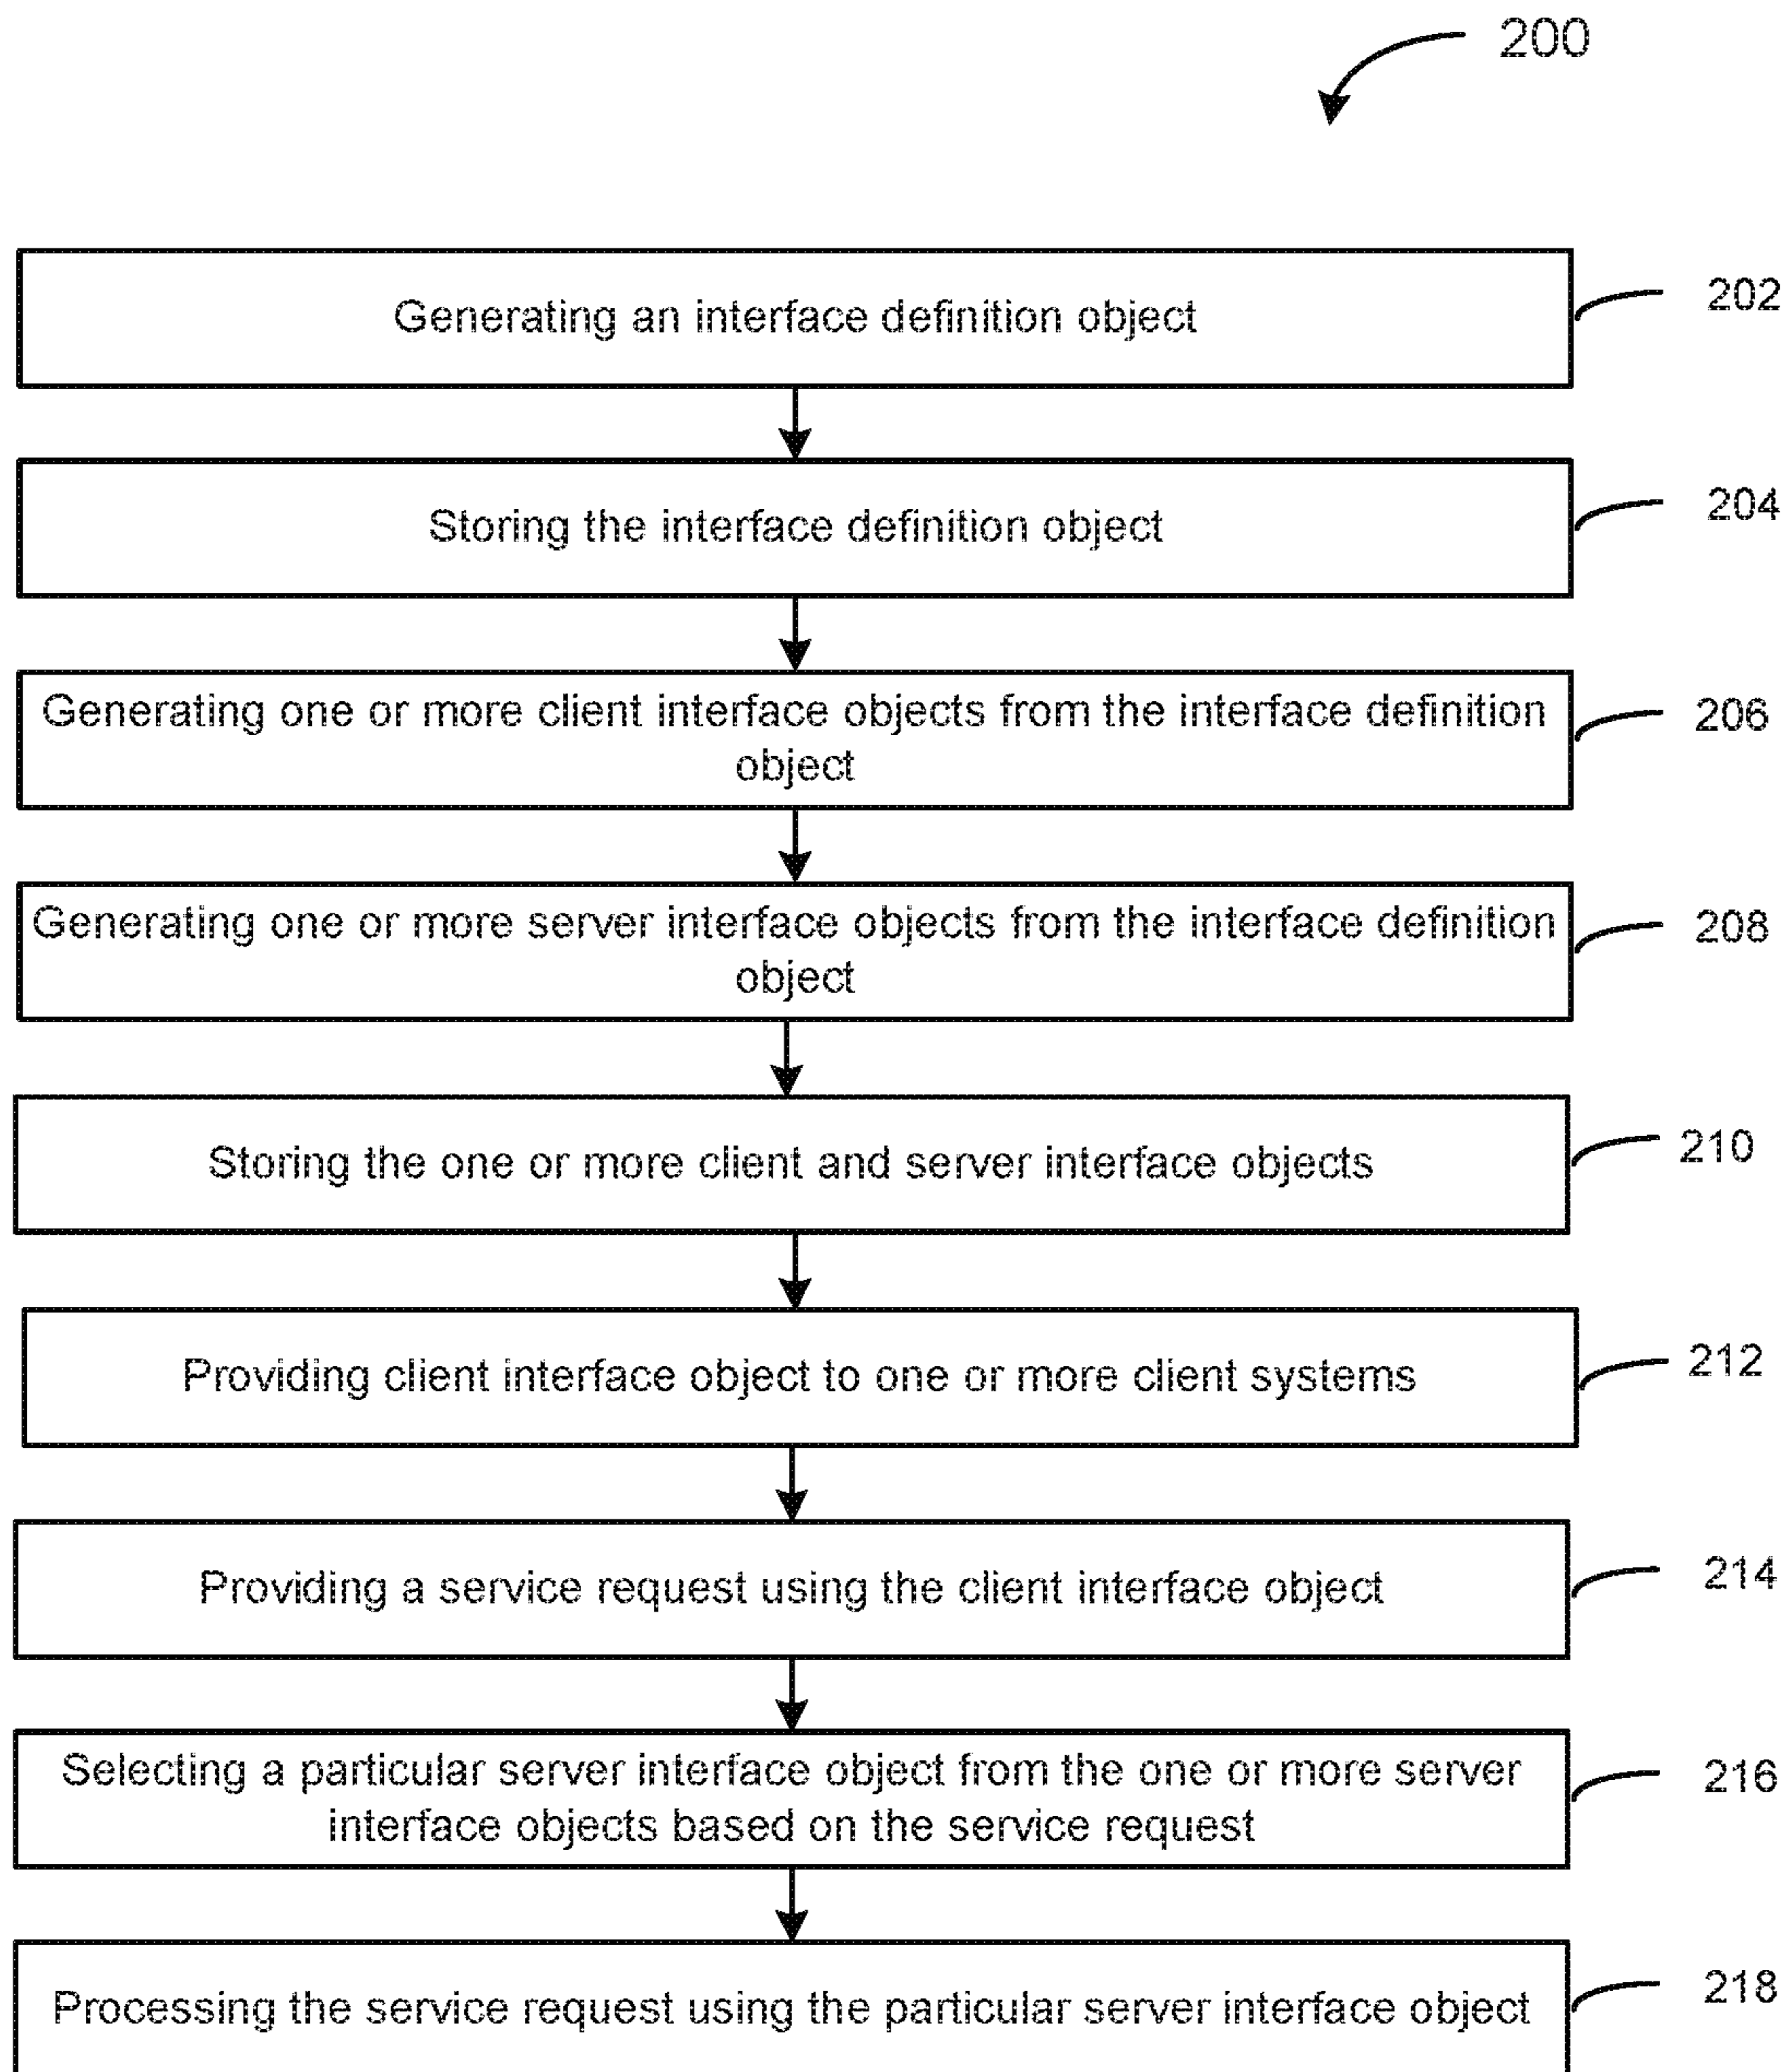 200
Generating an interface definition object
202
Storing the interface definition object
204
Generating one or more client interface objects from the interface definition
object
206
Generating one or more server interface objects from the interface definition
object
208
Storing the one or more client and server interface objects
210
Providing client interface object to one or more client systems
212
Providing a service request using the client interface object
214
Selecting a particular server interface object from the one or more server
interface objects based on the service request
216
Processing the service request using the particular server interface object
218